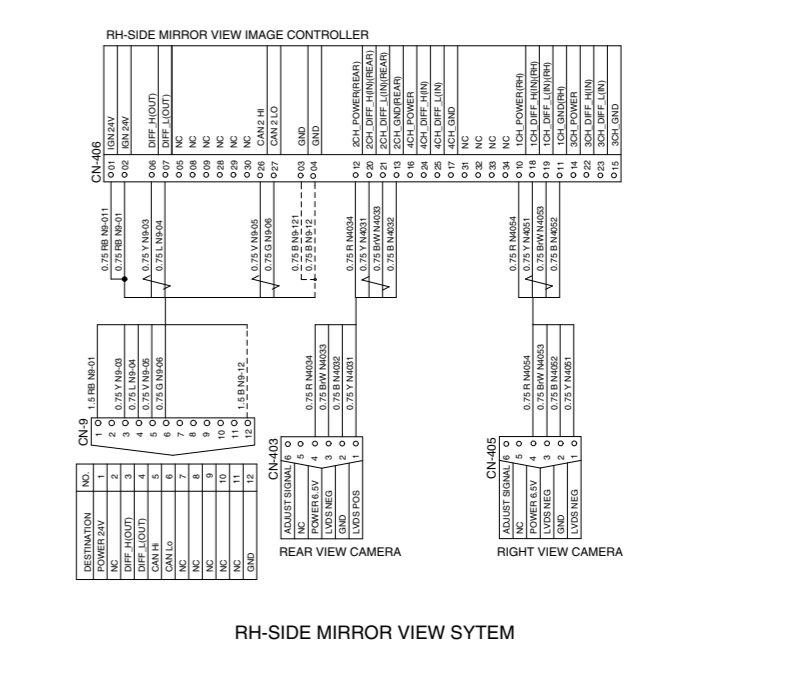 RH-SIDE MIRROR VIEW IMAGE CONTROLLER
IGN 24V
IGN 24V
DIFF_H(OUT)
DIFF_L(OUT)
NC
NC
NC
NC
NC
NC
CAN 2 HI
CAN 2 LO
GND
GND
2CH_POWER(REAR)
2CH_DIFF_H(IN)(REAR)
2CH_DIFF_L(IN)(REAR)
2CH_GND(REAR)
4CH_POWER
4CH_DIFF_H(IN)
4CH_DIFF_L(IN)
4CH_GND
NC
NC
NC
NC
1CH_POWER(RH)
1CH_DIFF_H(IN)(RH)
1CH_DIFF_L(IN)(RH)
1CH_GND(RH)
3CH_POWER
3CH_DIFF_H(IN)
3CH_DIFF_L(IN)
3CH_GND
CN-406
01
02
06
07
05
08
09
28
29
30
26
27
03
04
12
20
21
13
16
24
25
17
31
32
33
34
10
18
19
11
14
22
23
15
0.75 RB N9-011
0.75 RB N9-01
0.75 Y N9-03
0.75 L N9-04
0.75 V N9-05
0.75 G N9-06
0.75 B N9-121
0.75 B N9-12
0.75 R N4034
0.75 Y N4031
0.75 BrW N4033
0.75 B N4032
0.75 R N4054
0.75 Y N4051
0.75 BrW N4053
0.75 B N4052
1.5 RB N9-01
0.75 Y N9-03
0.75 L N9-04
0.75 V N9-05
0.75 G N9-06
1.5 B N9-12
0.75 R N4034
0.75 BrW N4033
0.75 B N4032
0.75 Y N4031
0.75 R N4054
0.75 BrW N4053
0.75 B N4052
0.75 Y N4051
CN-9
1
2
3
4
5
6
7
8
9
10
11
12
CN-403
6
5
4
3
2
1
ADJUST SIGNAL
NC
POWER 6.5V
LVDS NEG
GND
LVDS POS
REAR VIEW CAMERA
CN-405
6
5
4
3
2
1
ADJUST SIGNAL
NC
POWER 6.5V
LVDS NEG
GND
LVDS NEG
RIGHT VIEW CAMERA
DESTINATION NO.
POWER 24V 1
NC 2
DIFF_H(OUT) 3
DIFF_L(OUT) 4
CAN Hi 5
CAN Lo 6
NC 7
NC 8
NC 9
NC 10
NC 11
GND 12
RH-SIDE MIRROR VIEW SYTEM